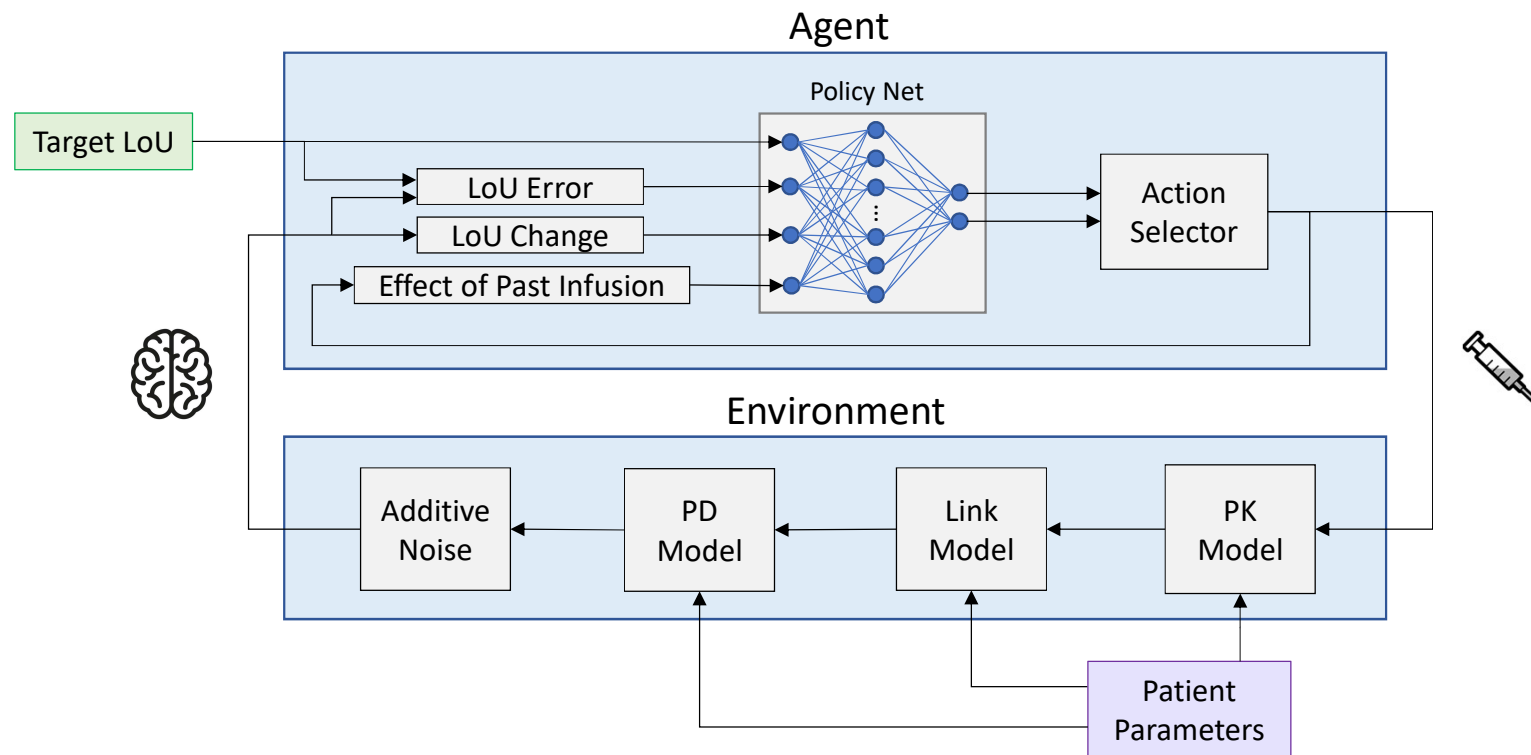 Agent
Policy Net
Target LoU
LoU Error
LoU Change
Effect of Past Infusion
...
Action
Selector
Environment
Additive
Noise
PD
Model
Link
Model
PK
Model
Patient
Parameters